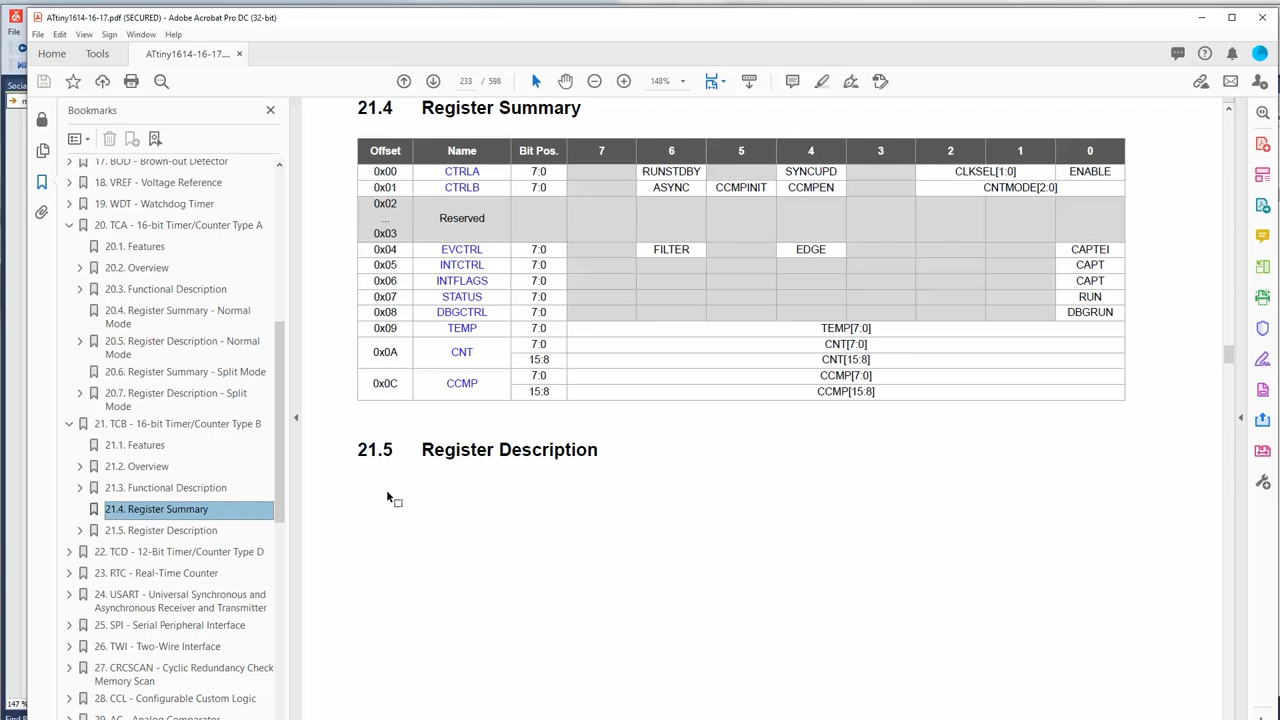 ATtiny1614-16-17.pdf (SECURED) - Adobe Acrobat Pro DC (32-bit)
File
File Edit View Sign Window Help
Home Tools ATtiny1614-16-17.... ×
233 / 598 148%
Socia
Bookmarks
17. BOD - Brown-out Detector
18. VREF - Voltage Reference
19. WDT - Watchdog Timer
20. TCA - 16-bit Timer/Counter Type A
20.1. Features
20.2. Overview
20.3. Functional Description
20.4. Register Summary - Normal
Mode
20.5. Register Description - Normal
Mode
20.6. Register Summary - Split Mode
20.7. Register Description - Split
Mode
21. TCB - 16-bit Timer/Counter Type B
21.1. Features
21.2. Overview
21.3. Functional Description
21.4. Register Summary
21.5. Register Description
22. TCD - 12-Bit Timer/Counter Type D
23. RTC - Real-Time Counter
24. USART - Universal Synchronous and
Asynchronous Receiver and Transmitter
25. SPI - Serial Peripheral Interface
26. TWI - Two-Wire Interface
27. CRCSCAN - Cyclic Redundancy Check
Memory Scan
28. CCL - Configurable Custom Logic
29. AC - Analog Comparator
147 %
21.4 Register Summary
Offset Name Bit Pos. 7 6 5 4 3 2 1 0
0x00 CTRLA 7:0 RUNSTDBY SYNCUPD CLKSEL[1:0] ENABLE
0x01 CTRLB 7:0 ASYNC CCMPINIT CCMPEN CNTMODE[2:0]
0x02
... Reserved
0x03
0x04 EVCTRL 7:0 FILTER EDGE CAPTEI
0x05 INTCTRL 7:0 CAPT
0x06 INTFLAGS 7:0 CAPT
0x07 STATUS 7:0 RUN
0x08 DBGCTRL 7:0 DBGRUN
0x09 TEMP 7:0 TEMP[7:0]
0x0A CNT 7:0 CNT[7:0]
15:8 CNT[15:8]
0x0C CCMP 7:0 CCMP[7:0]
15:8 CCMP[15:8]
21.5 Register Description